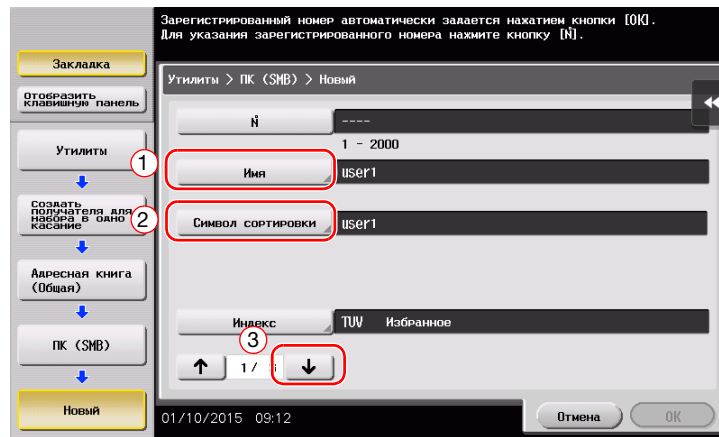 Зарегистрированный номер автоматически задается нажатием кнопки [OK].
Для указания зарегистрированного номера нажмите кнопку [№].
Закладка
Утилиты > ПК (SMB) > Новый
Отобразить
клавишную панель
№
----
1 - 2000
Утилиты
1
Имя
user1
Создать
получателя для
набора в одно
касание
2
Символ сортировки
user1
Адресная книга
(Общая)
Индекс
TUV Избранное
3
ПК (SMB)
↑ 1/ ↓
Новый
01/10/2015 09:12
Отмена
OK